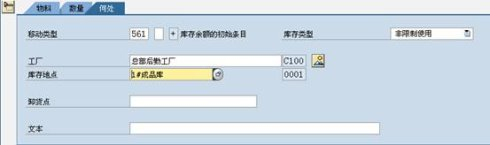 物料 数量 何处
移动类型 561 + 库存余额的初始条目 库存类型 非限制使用
工厂 总部后勤工厂 C100
库存地点 1#成品库 0001
卸货点
文本